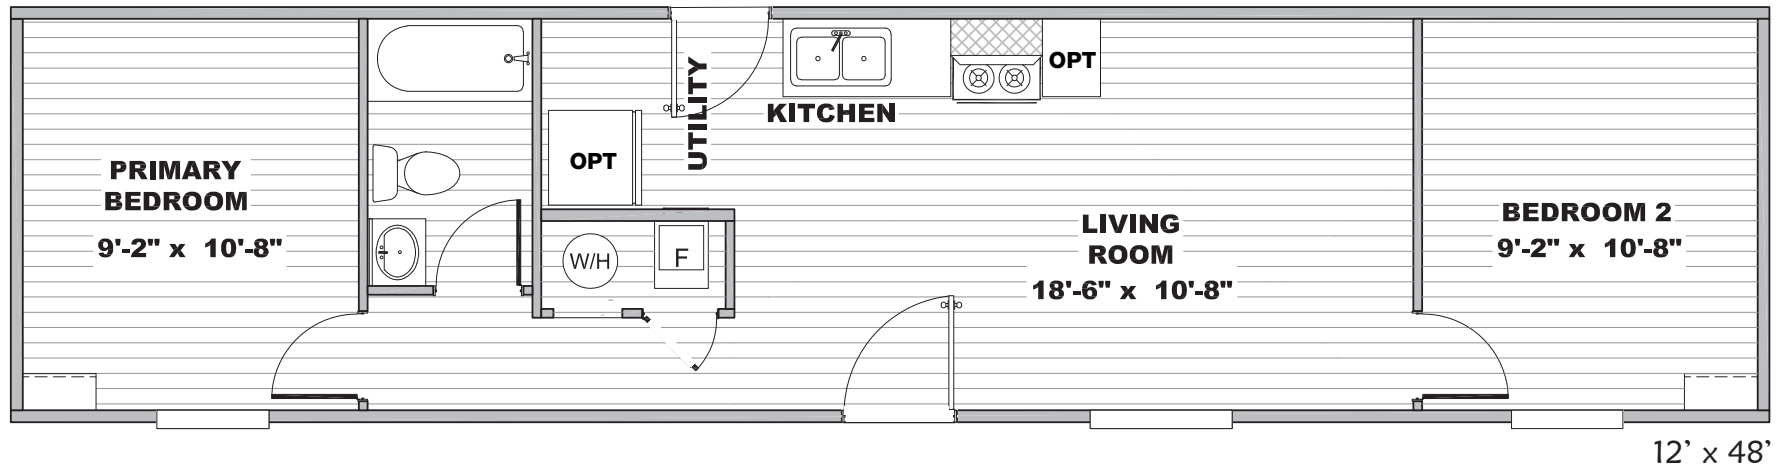 PRIMARY
BEDROOM
9'-2" x 10'-8"
OPT
W/H
F
UTILITY
KITCHEN
OPT
LIVING
ROOM
18'-6" x 10'-8"
BEDROOM 2
9'-2" x 10'-8"
12' x 48'